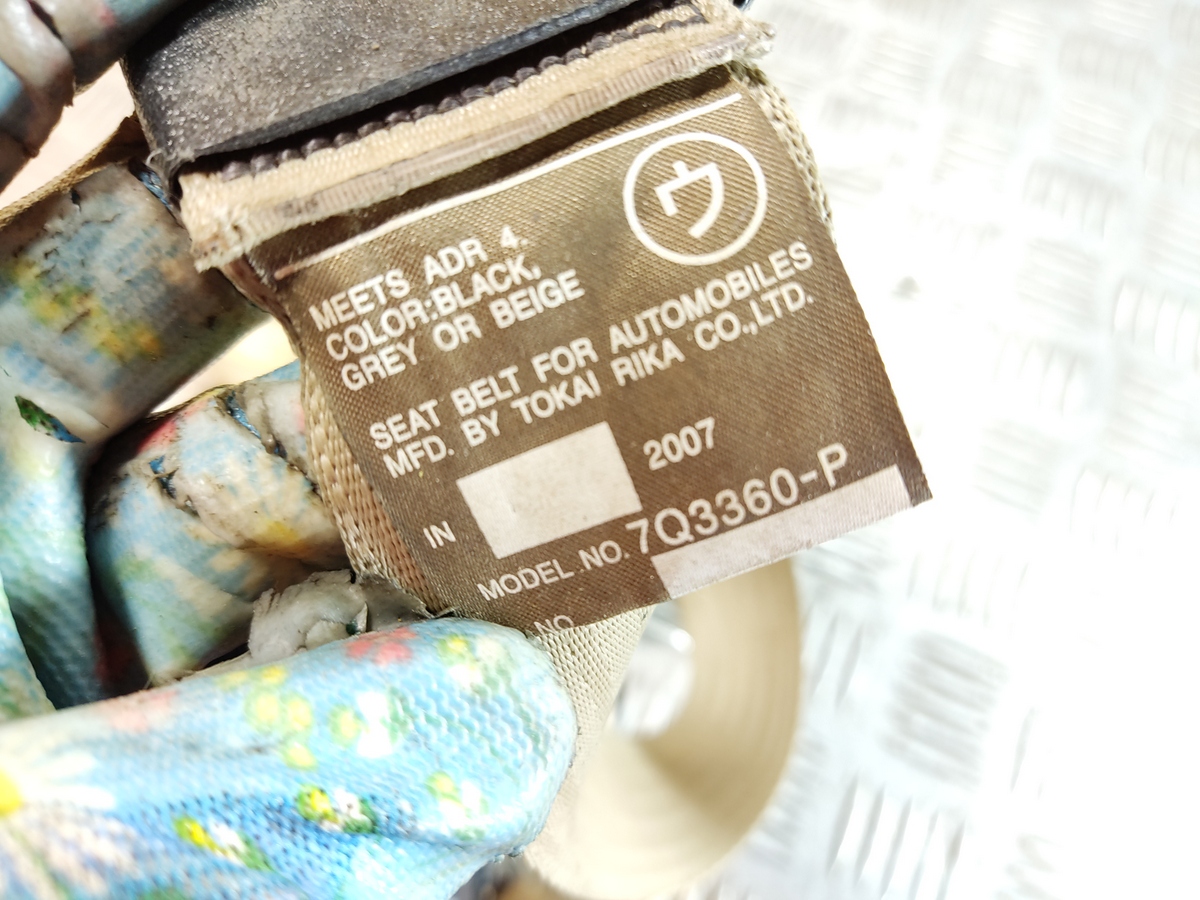 ウ
MEETS ADR 4.
COLOR:BLACK,
GREY OR BEIGE
SEAT BELT FOR AUTOMOBILES
MFD. BY TOKAI RIKA CO.,LTD.
IN 2007
MODEL NO. 7Q3360-P
NO